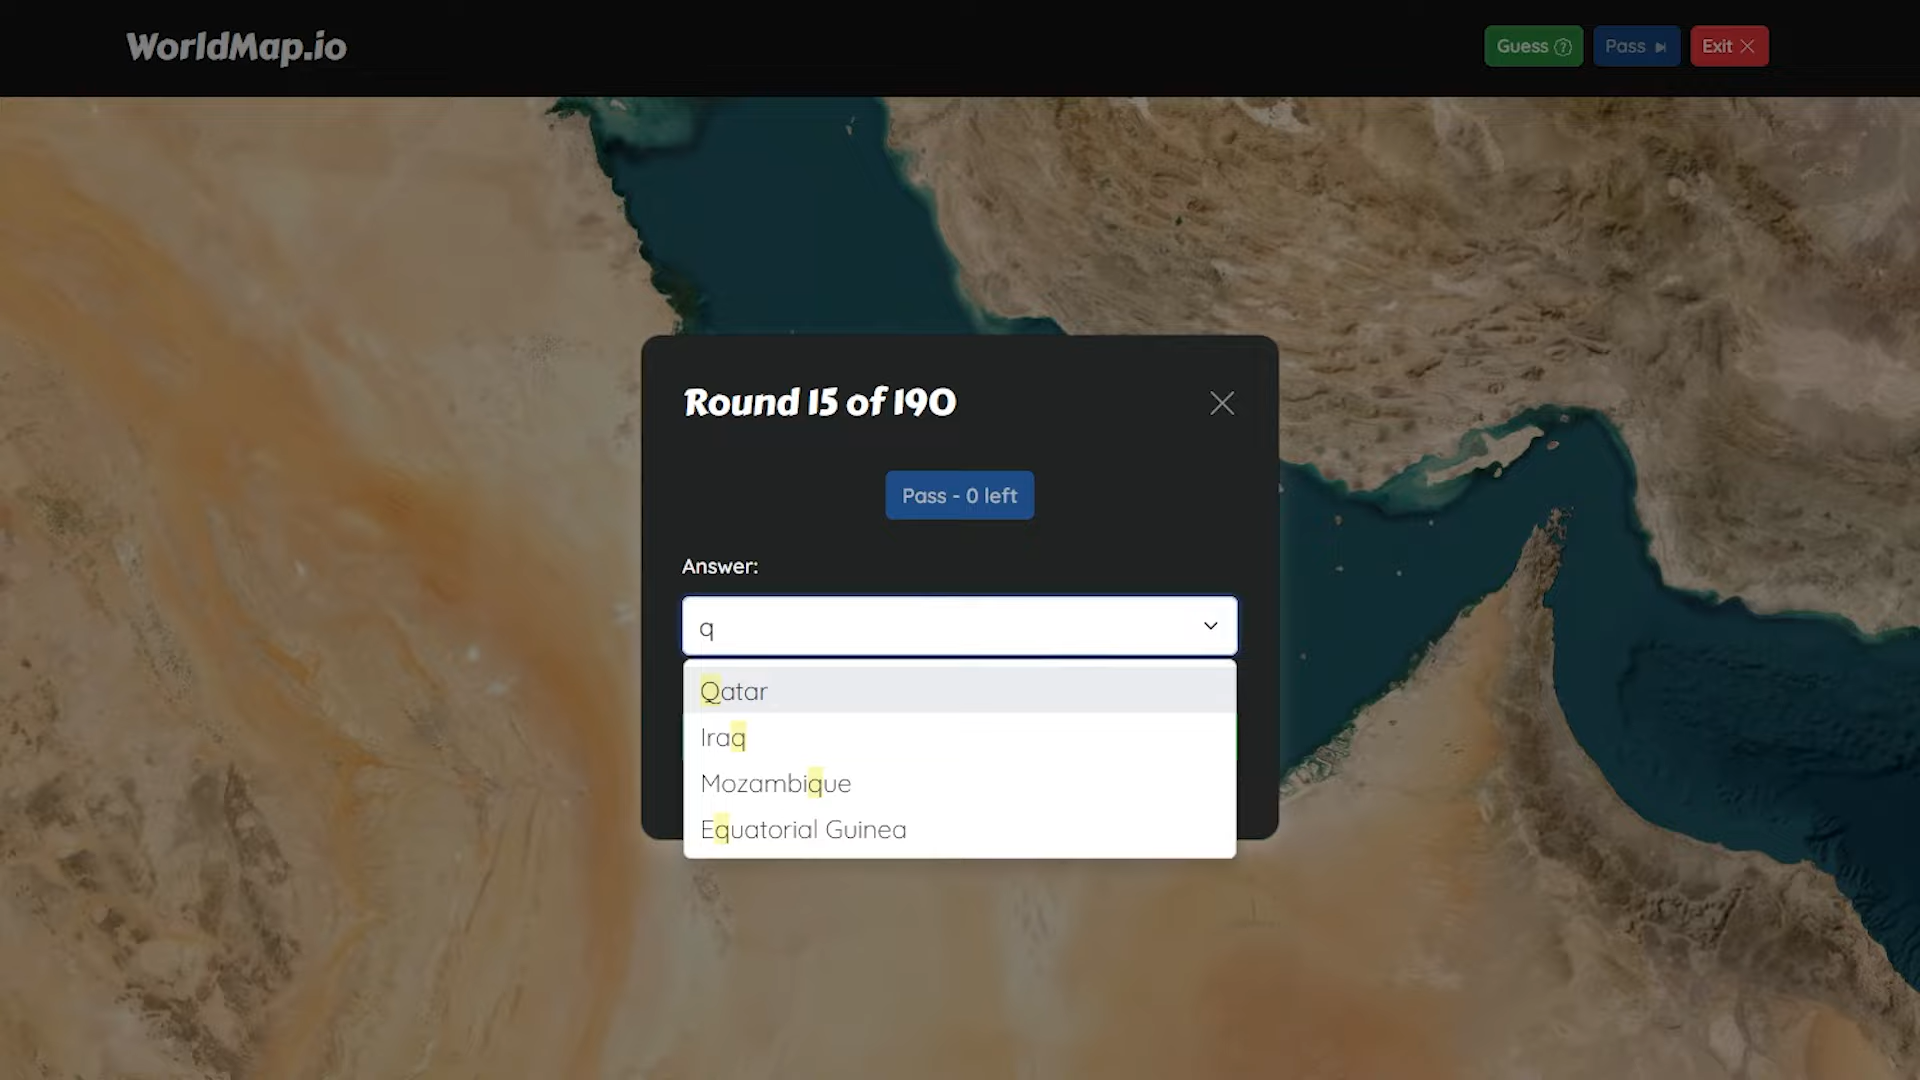 WorldMap.io
Guess
Pass
Exit
Round 15 of 190
Pass - 0 left
Answer:
q
Qatar
Iraq
Mozambique
Equatorial Guinea